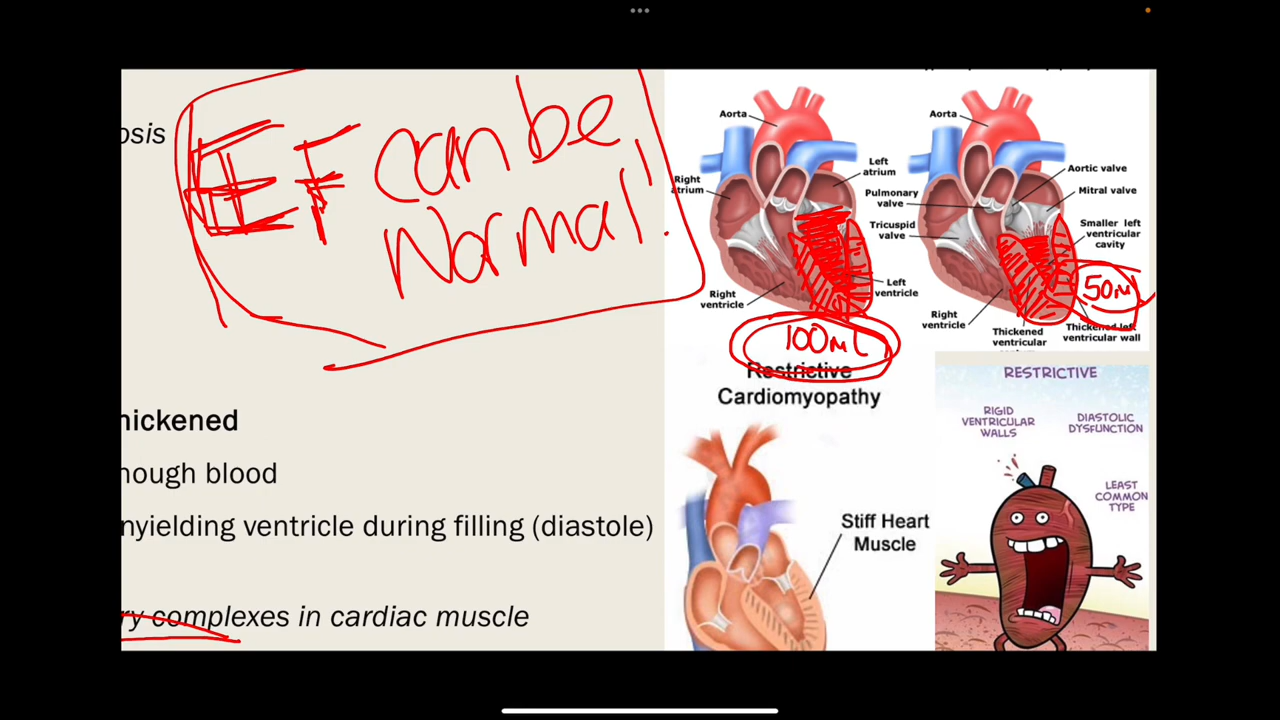 osis
EF can be
Normal!
hickened
nough blood
nyielding ventricle during filling (diastole)
ry complexes in cardiac muscle
Aorta
Right
atrium
Left
atrium
Pulmonary
valve
Tricuspid
valve
Left
ventricle
Right
ventricle
100mL
Aorta
Aortic valve
Mitral valve
Smaller left
ventricular
cavity
50mL
Right
ventricle
Thickened
ventricular
Thickened left
ventricular wall
Restrictive
Cardiomyopathy
Stiff Heart
Muscle
RESTRICTIVE
RIGID
VENTRICULAR
WALLS
DIASTOLIC
DYSFUNCTION
LEAST
COMMON
TYPE